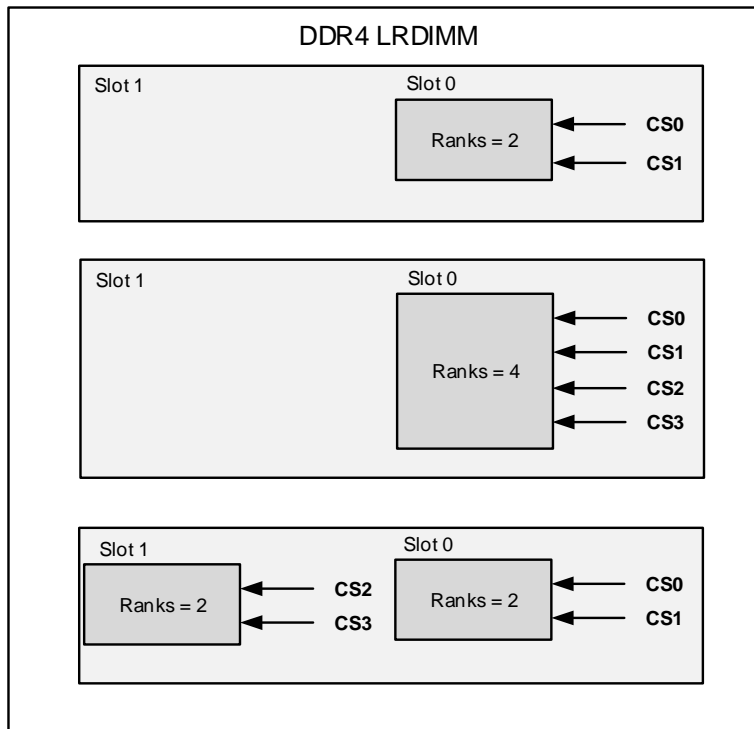 DDR4 LRDIMM
Slot 1
Slot 0
Ranks = 2
CS0
CS1
Slot 1
Slot 0
Ranks = 4
CS0
CS1
CS2
CS3
Slot 1
Ranks = 2
CS2
CS3
Slot 0
Ranks = 2
CS0
CS1